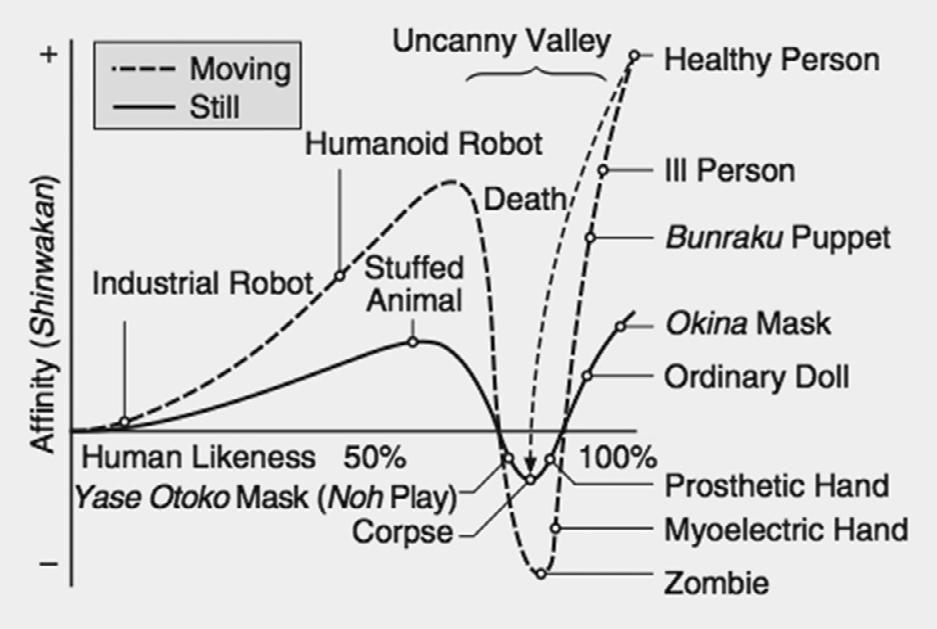 +
Moving
Still
Uncanny Valley
Healthy Person
Humanoid Robot
Ill Person
Death
Bunraku Puppet
Industrial Robot
Stuffed
Animal
Okina Mask
Ordinary Doll
Affinity (Shinwakan)
Human Likeness 50% 100%
Yase Otoko Mask (Noh Play)
Prosthetic Hand
Corpse
Myoelectric Hand
–
Zombie